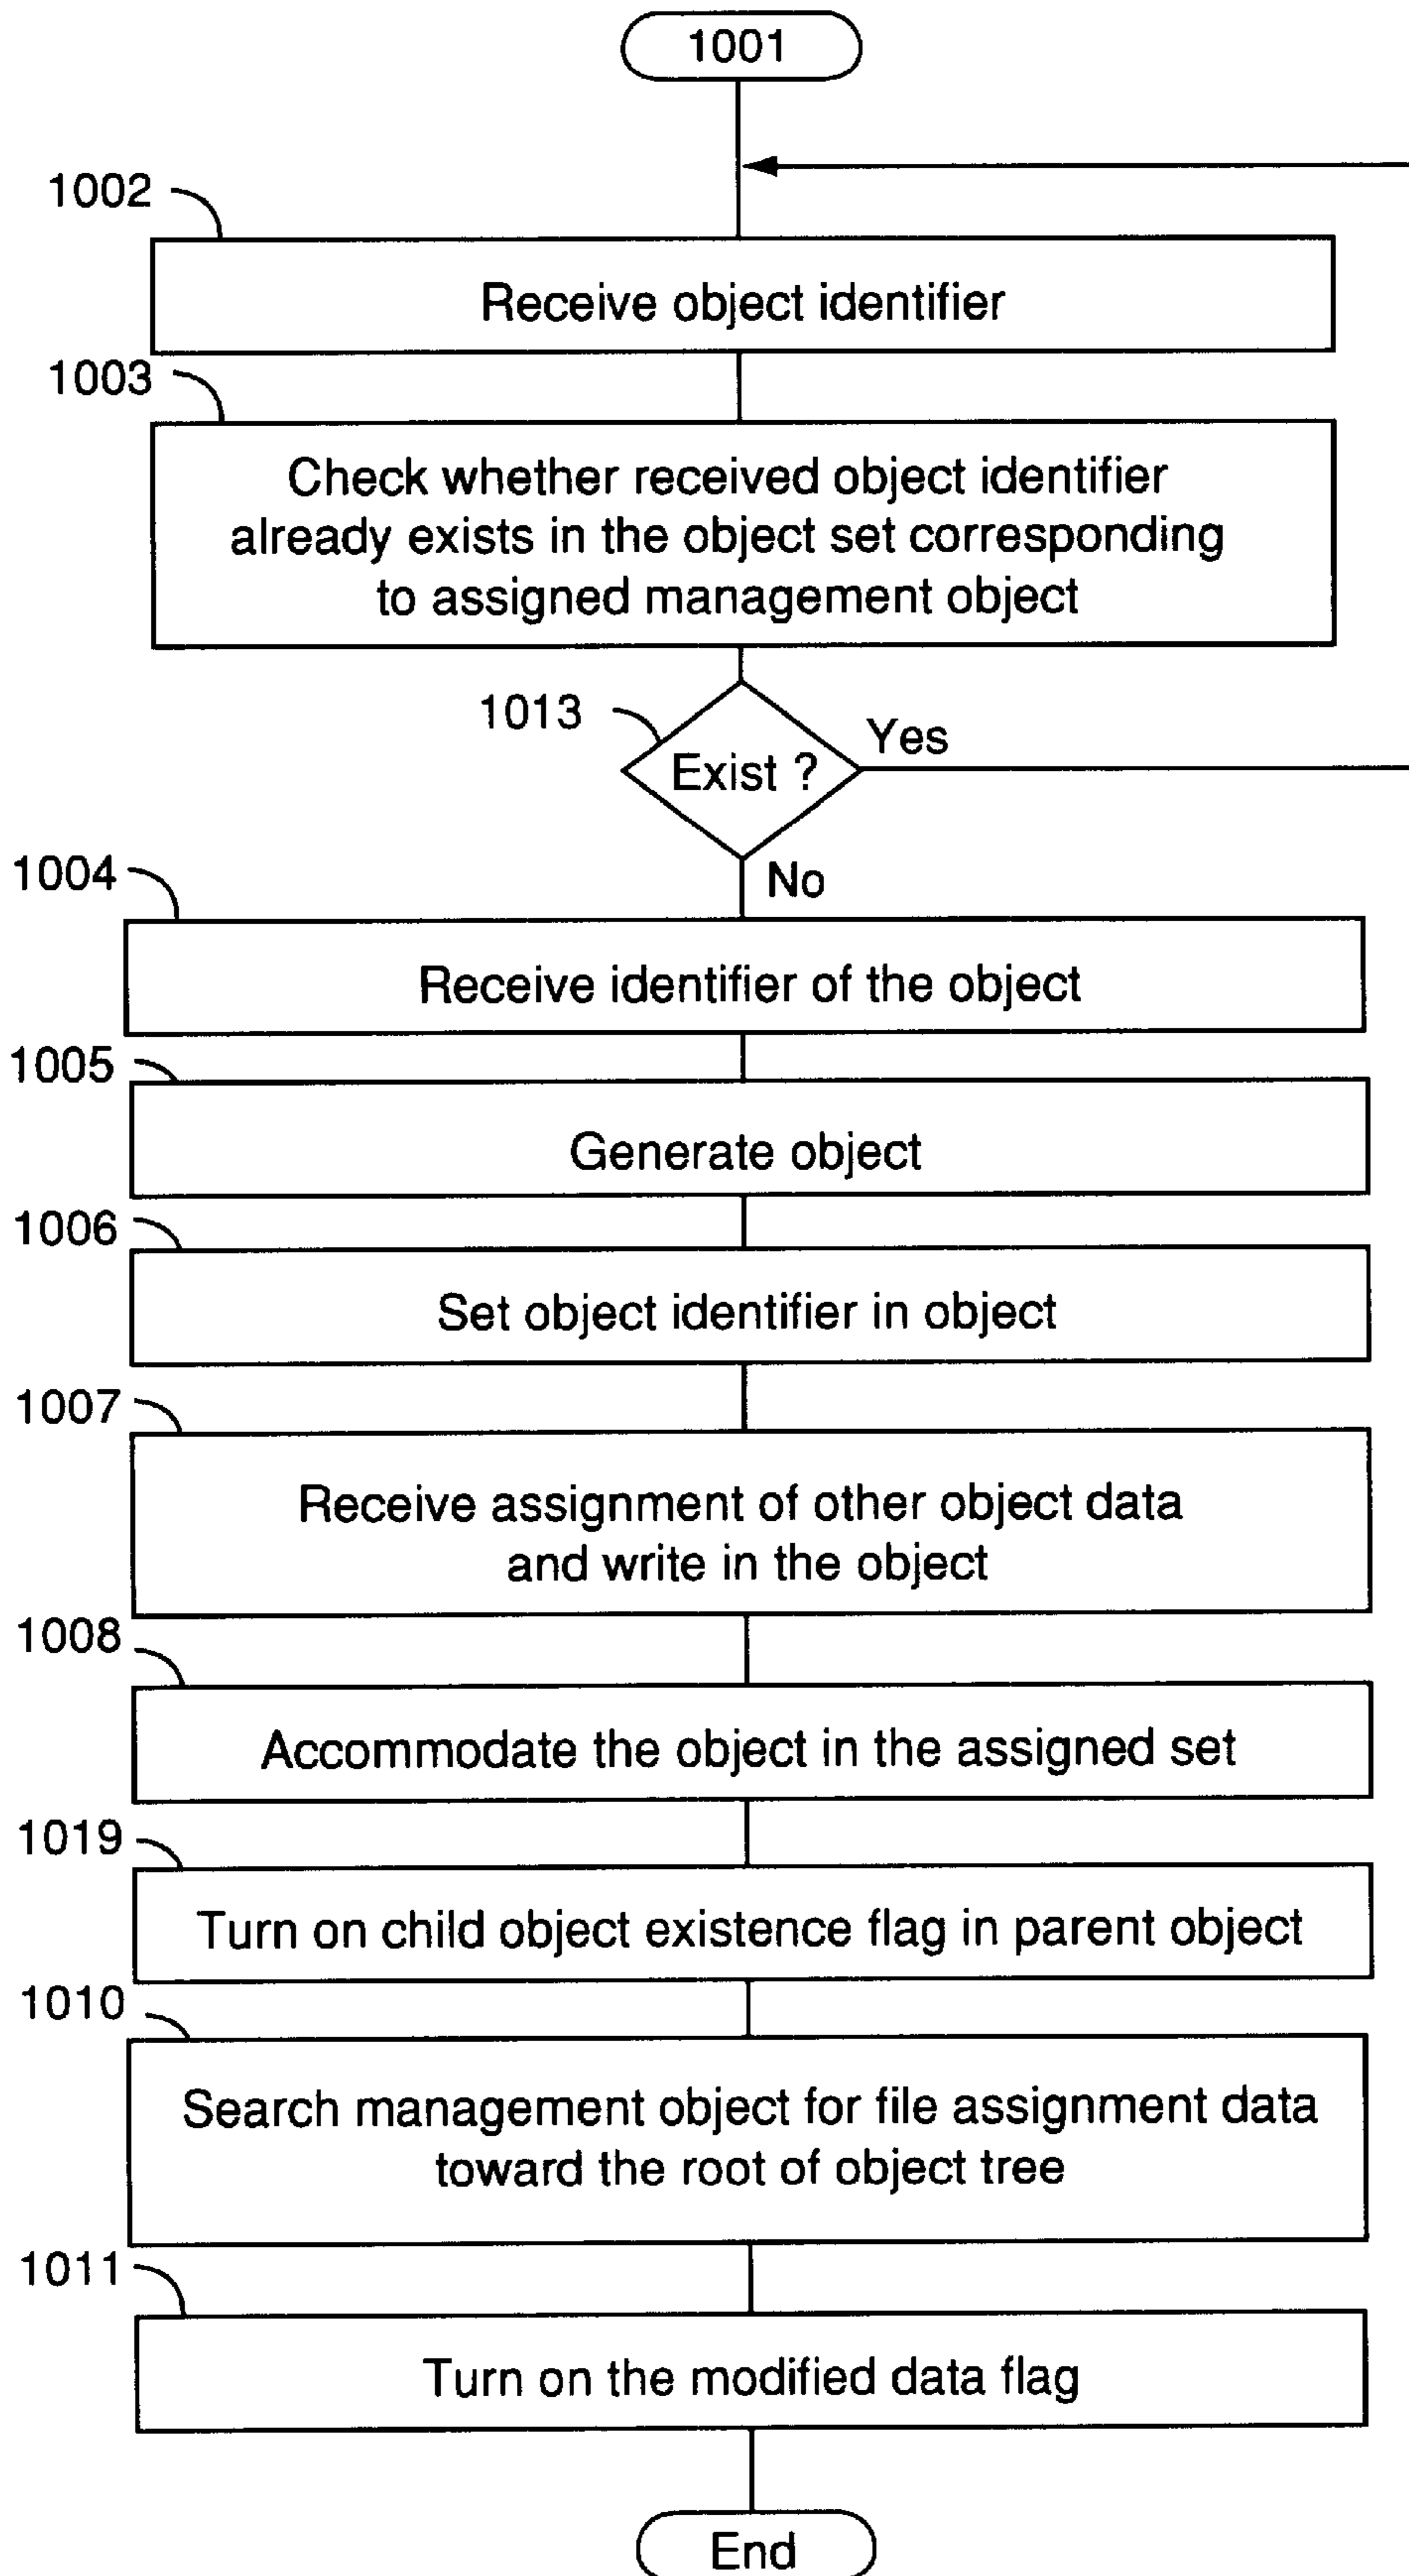 1001
1002
Receive object identifier
1003
Check whether received object identifier
already exists in the object set corresponding
to assigned management object
1013
Exist ?
Yes
No
1004
Receive identifier of the object
1005
Generate object
1006
Set object identifier in object
1007
Receive assignment of other object data
and write in the object
1008
Accommodate the object in the assigned set
1019
Turn on child object existence flag in parent object
1010
Search management object for file assignment data
toward the root of object tree
1011
Turn on the modified data flag
End